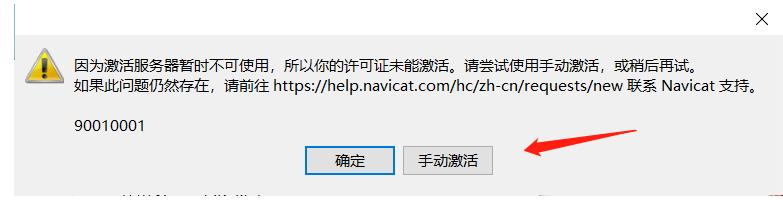 因为激活服务器暂时不可使用，所以你的许可证未能激活。请尝试使用手动激活，或稍后再试。
如果此问题仍然存在，请前往 https://help.navicat.com/hc/zh-cn/requests/new 联系 Navicat 支持。
90010001
确定
手动激活